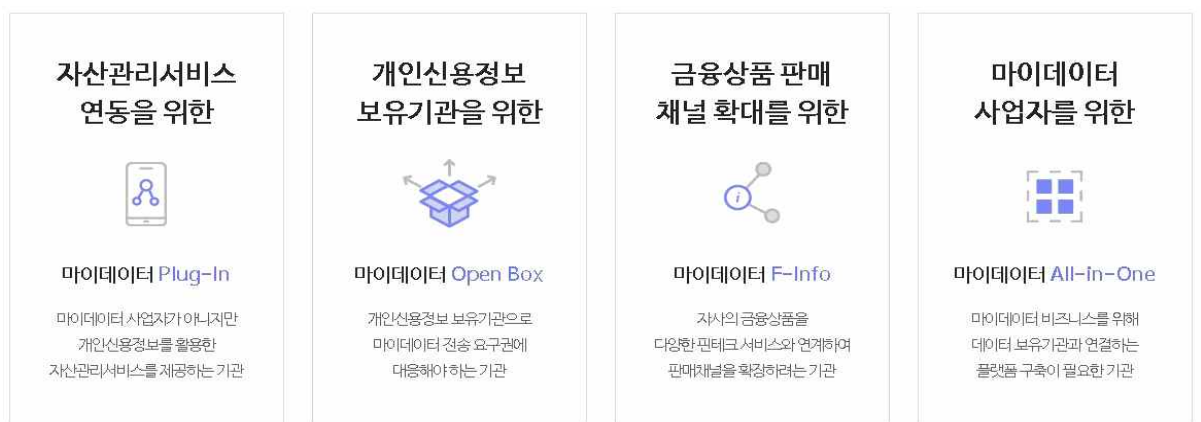 자산관리서비스
연동을 위한
마이데이터 Plug-In
마이데이터 사업자가 아니지만
개인신용정보를 활용한
자산관리서비스를 제공하는 기관
개인신용정보
보유기관을 위한
마이데이터 Open Box
개인신용정보 보유기관으로
마이데이터 전송 요구권에
대응해야 하는 기관
금융상품 판매
채널 확대를 위한
i
마이데이터 F-Info
자사의 금융상품을
다양한 핀테크 서비스와 연계하여
판매채널을 확장하려는 기관
마이데이터
사업자를 위한
마이데이터 All-in-One
마이데이터 비즈니스를 위해
데이터 보유기관과 연결하는
플랫폼 구축이 필요한 기관